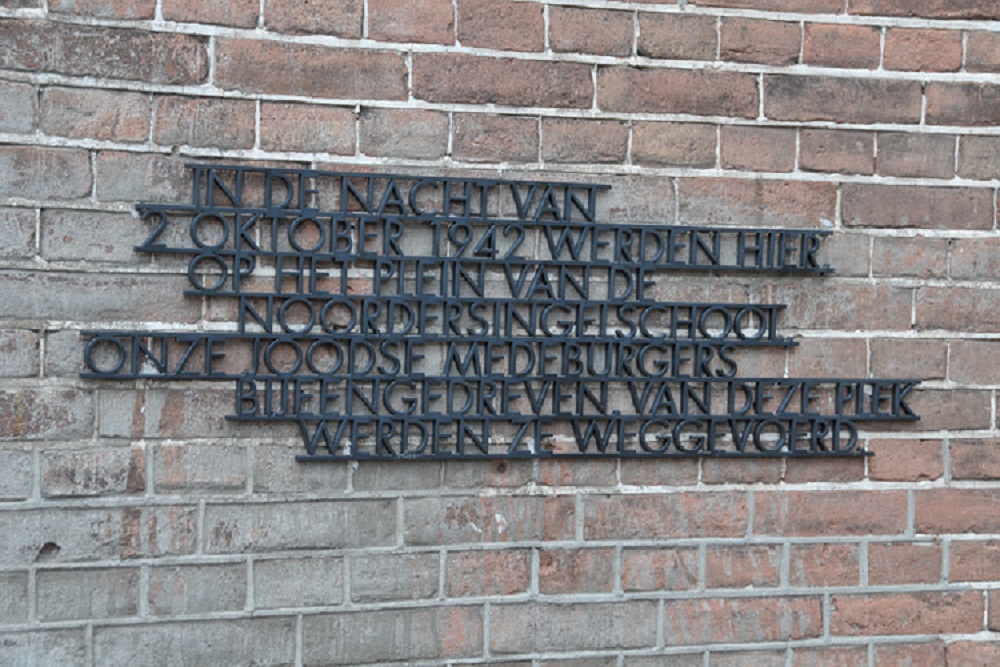 IN DE NACHT VAN
2 OKTOBER 1942 WERDEN HIER,
OP HET PLEIN VAN DE
NOORDERSINGELSCHOOL
ONZE JOODSE MEDEBURGERS
BIJEENGEDREVEN. VAN DEZE PLEK
WERDEN ZE WEGGEVOERD.